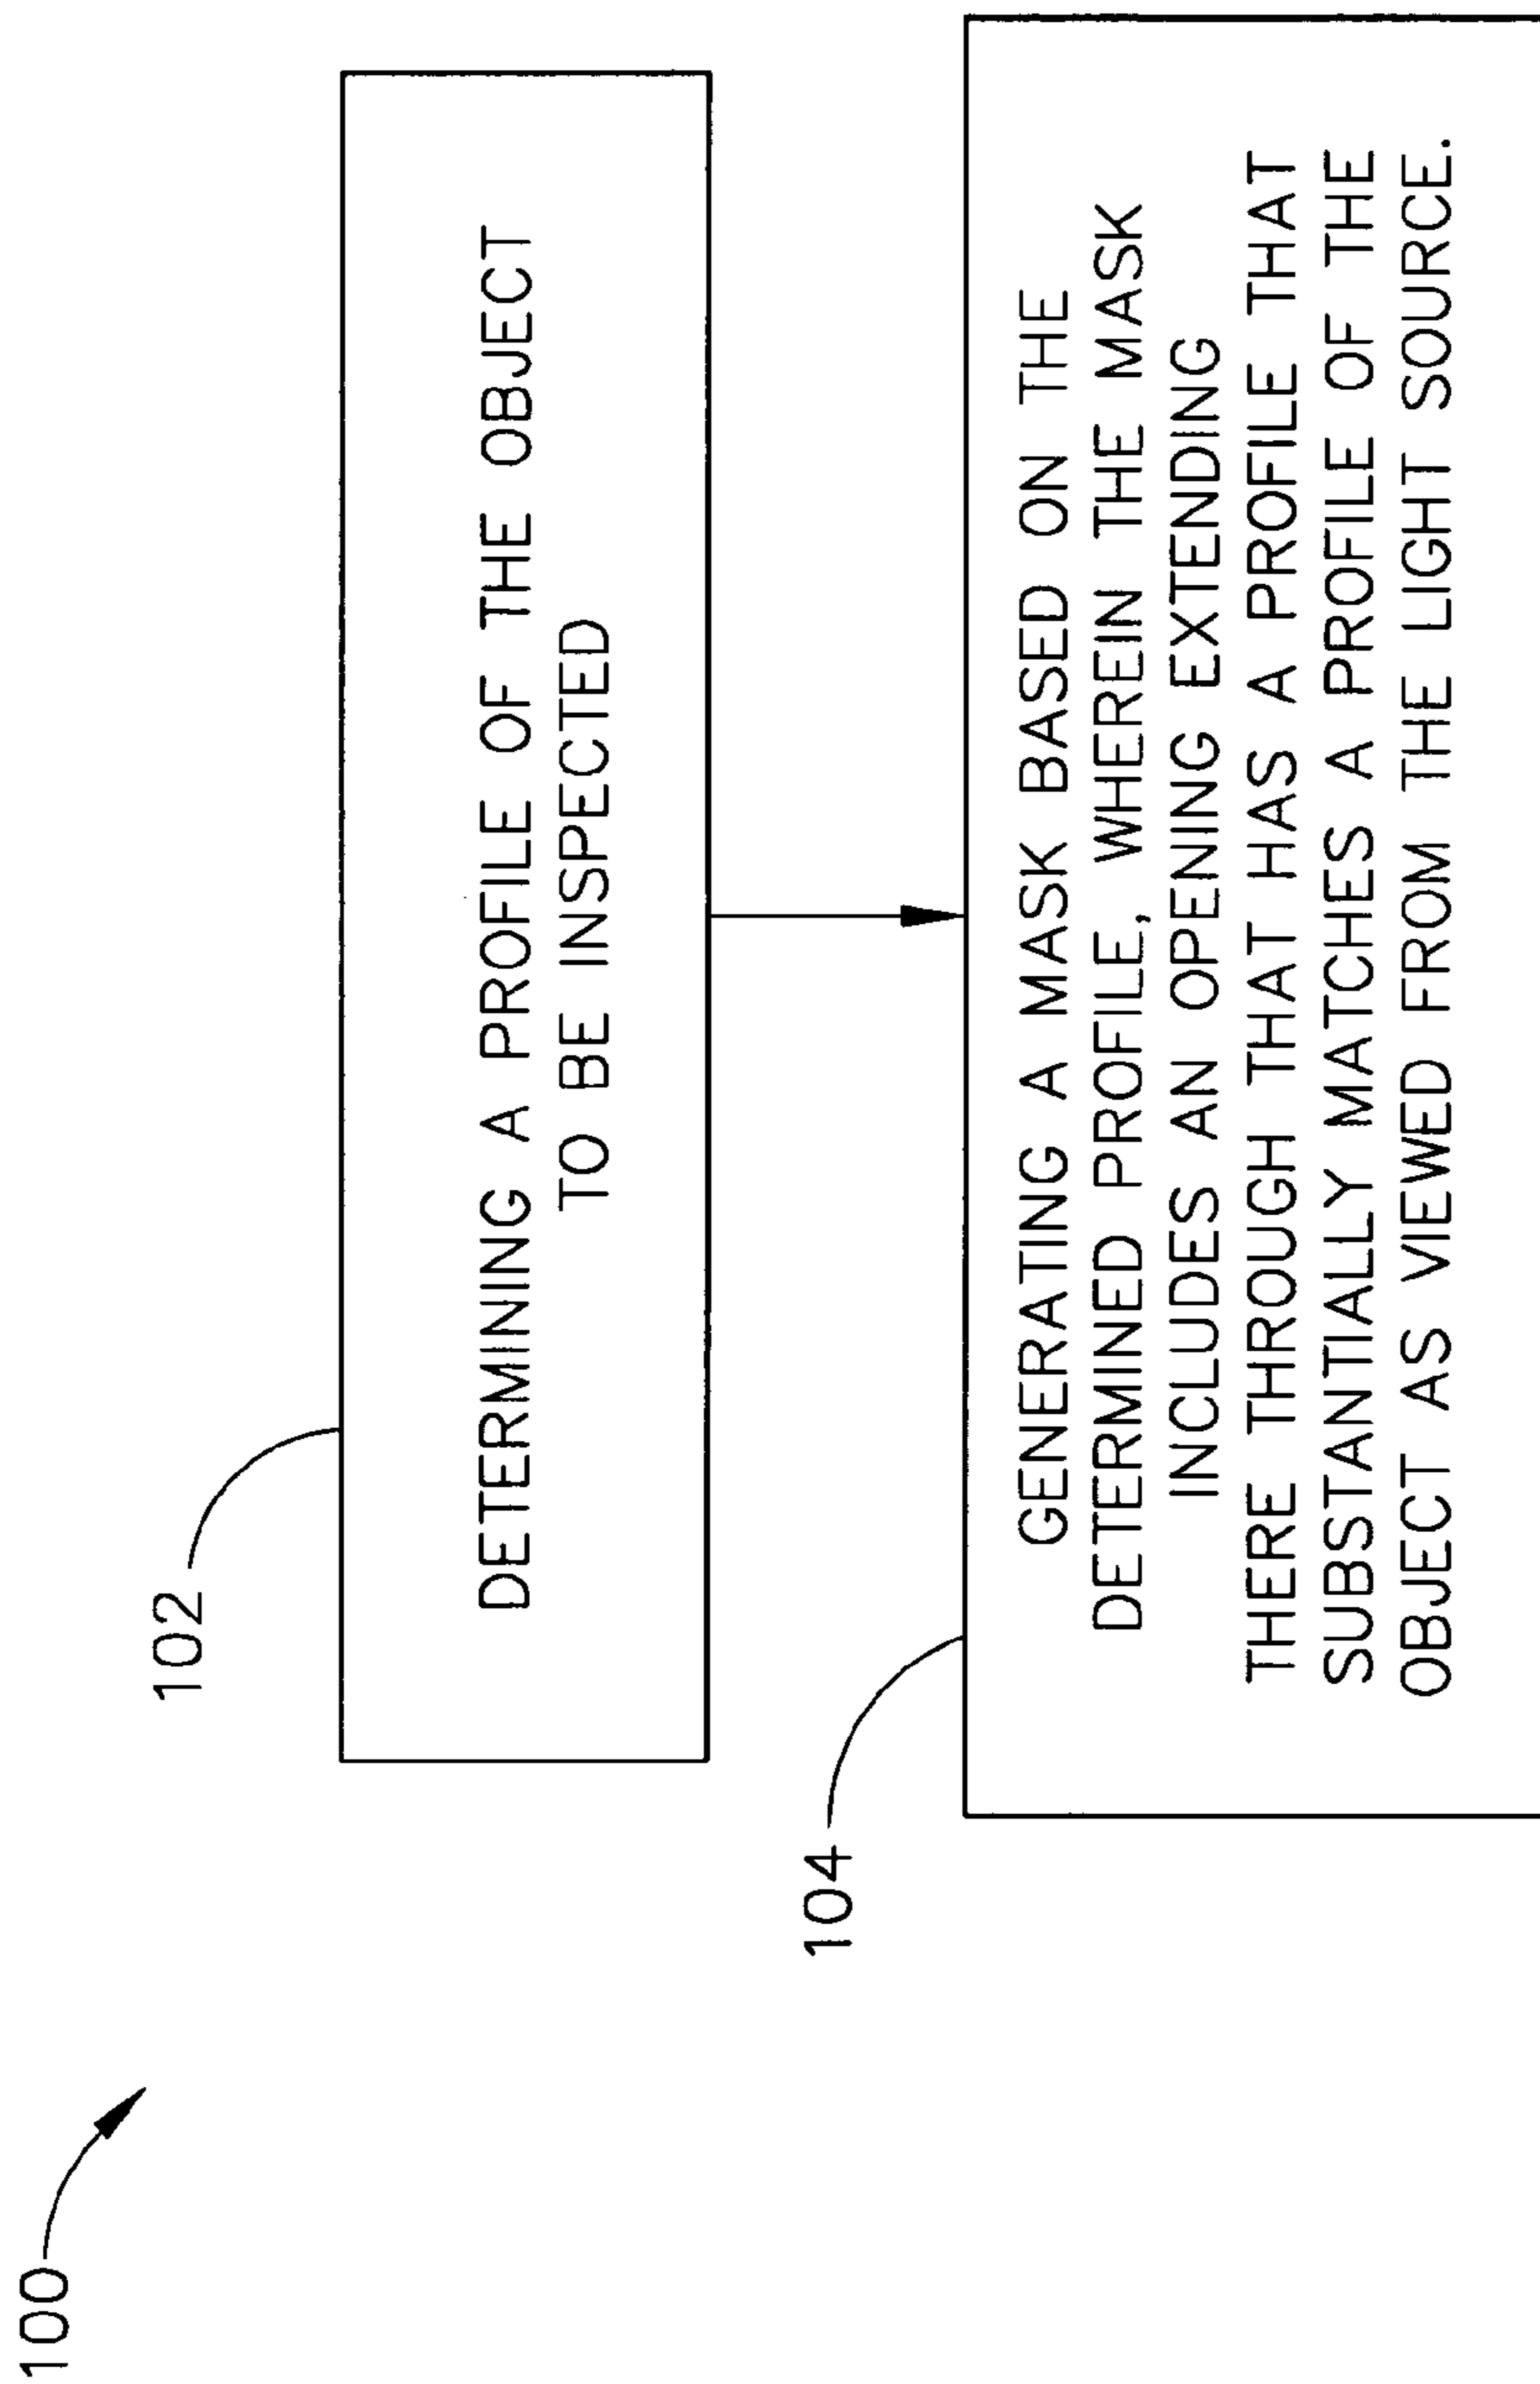 100
102
DETERMINING A PROFILE OF THE OBJECT
TO BE INSPECTED
104
GENERATING A MASK BASED ON THE
DETERMINED PROFILE, WHEREIN THE MASK
INCLUDES AN OPENING EXTENDING
THERE THROUGH THAT HAS A PROFILE THAT
SUBSTANTIALLY MATCHES A PROFILE OF THE
OBJECT AS VIEWED FROM THE LIGHT SOURCE.